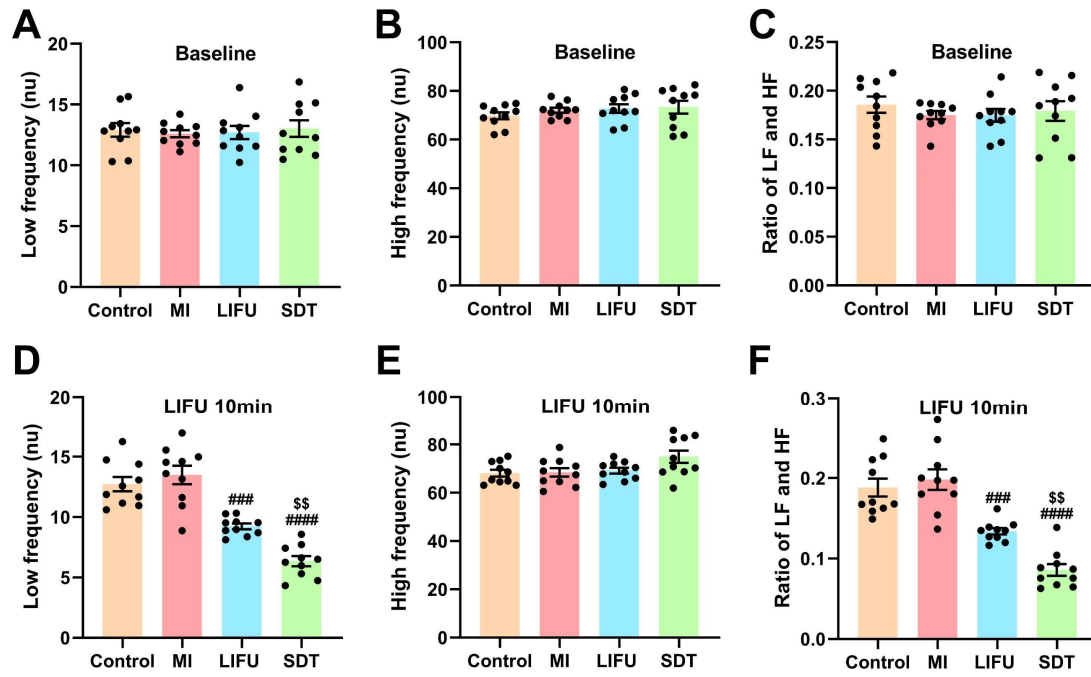 A
Baseline
Low frequency (nu)
20
15
10
5
0
Control MI LIFU SDT
B
Baseline
High frequency (nu)
100
80
60
40
20
0
Control MI LIFU SDT
C
Baseline
Ratio of LF and HF
0.25
0.20
0.15
0.10
0.05
0.00
Control MI LIFU SDT
D
LIFU 10min
Low frequency (nu)
20
15
10
5
0
###
$$
####
Control MI LIFU SDT
E
LIFU 10min
High frequency (nu)
100
80
60
40
20
0
Control MI LIFU SDT
F
LIFU 10min
Ratio of LF and HF
0.3
0.2
0.1
0.0
###
$$
####
Control MI LIFU SDT